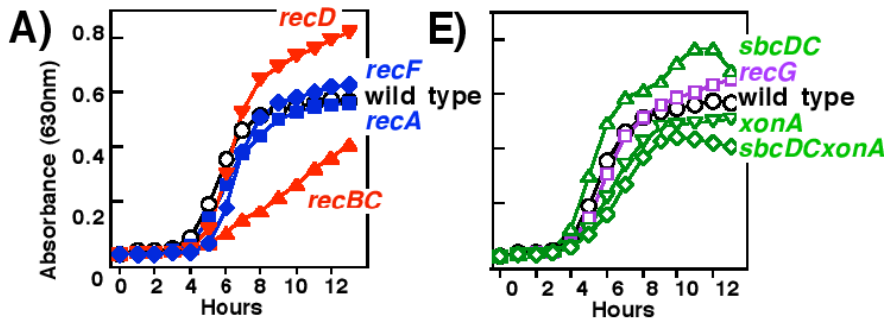 A)
Absorbance (630nm)
0.8
0.6
0.4
0.2
0
0 2 4 6 8 10 12
Hours
recD
recF
wild type
recA
recBC
E)
0 2 4 6 8 10 12
Hours
sbcDC
recG
wild type
xonA
sbcDCxonA